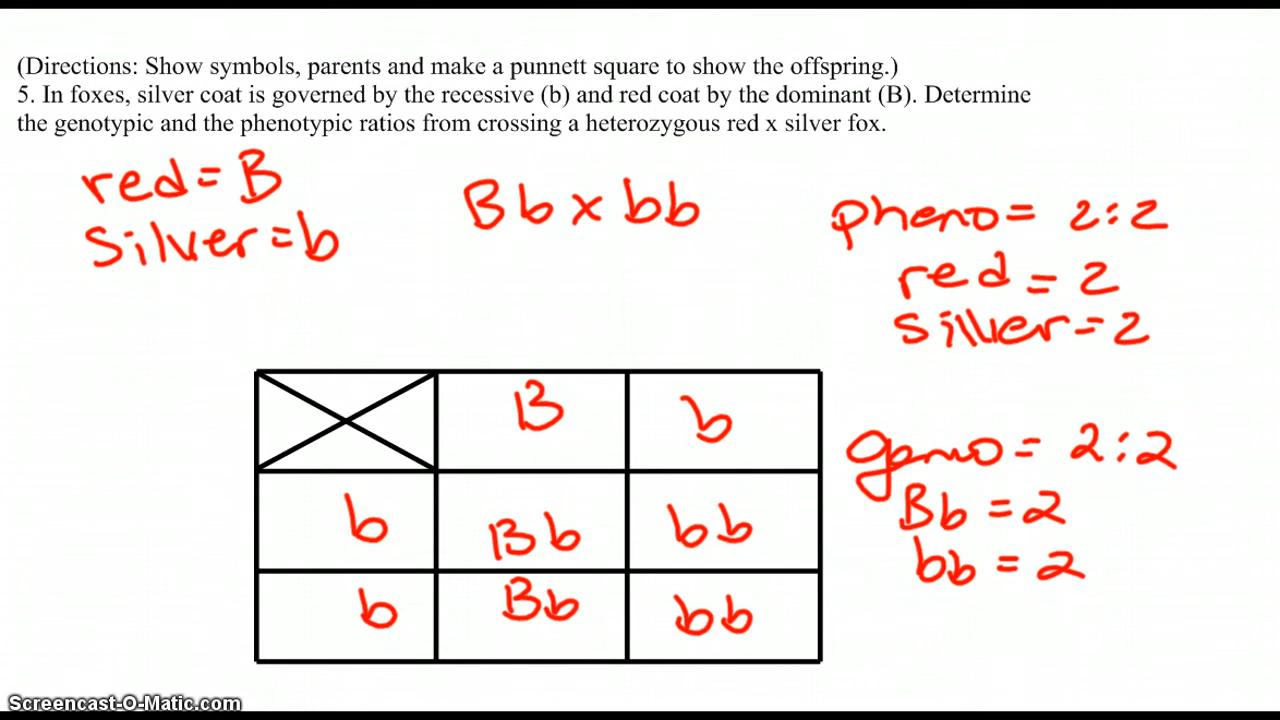 (Directions: Show symbols, parents and make a punnett square to show the offspring.)
5. In foxes, silver coat is governed by the recessive (b) and red coat by the dominant (B). Determine
the genotypic and the phenotypic ratios from crossing a heterozygous red x silver fox.
red = B
silver = b
Bb x bb
pheno = 2:2
red = 2
silver = 2
B b
b Bb bb
b Bb bb
geno = 2:2
Bb = 2
bb = 2
Screencast-O-Matic.com